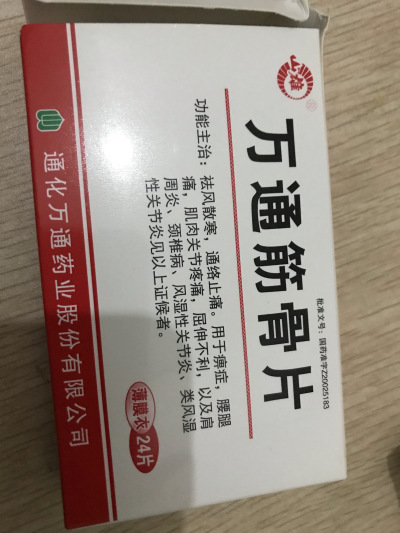 山雄
®
万通筋骨片
批准文号：国药准字Z20025183
功能主治：祛风散寒，通络止痛。用于痹症，腰腿
痛，肌肉关节疼痛，屈伸不利，以及肩
周炎、颈椎病、风湿性关节炎、类风湿
性关节炎见以上证候者。
薄膜衣 24片
通化万通药业股份有限公司